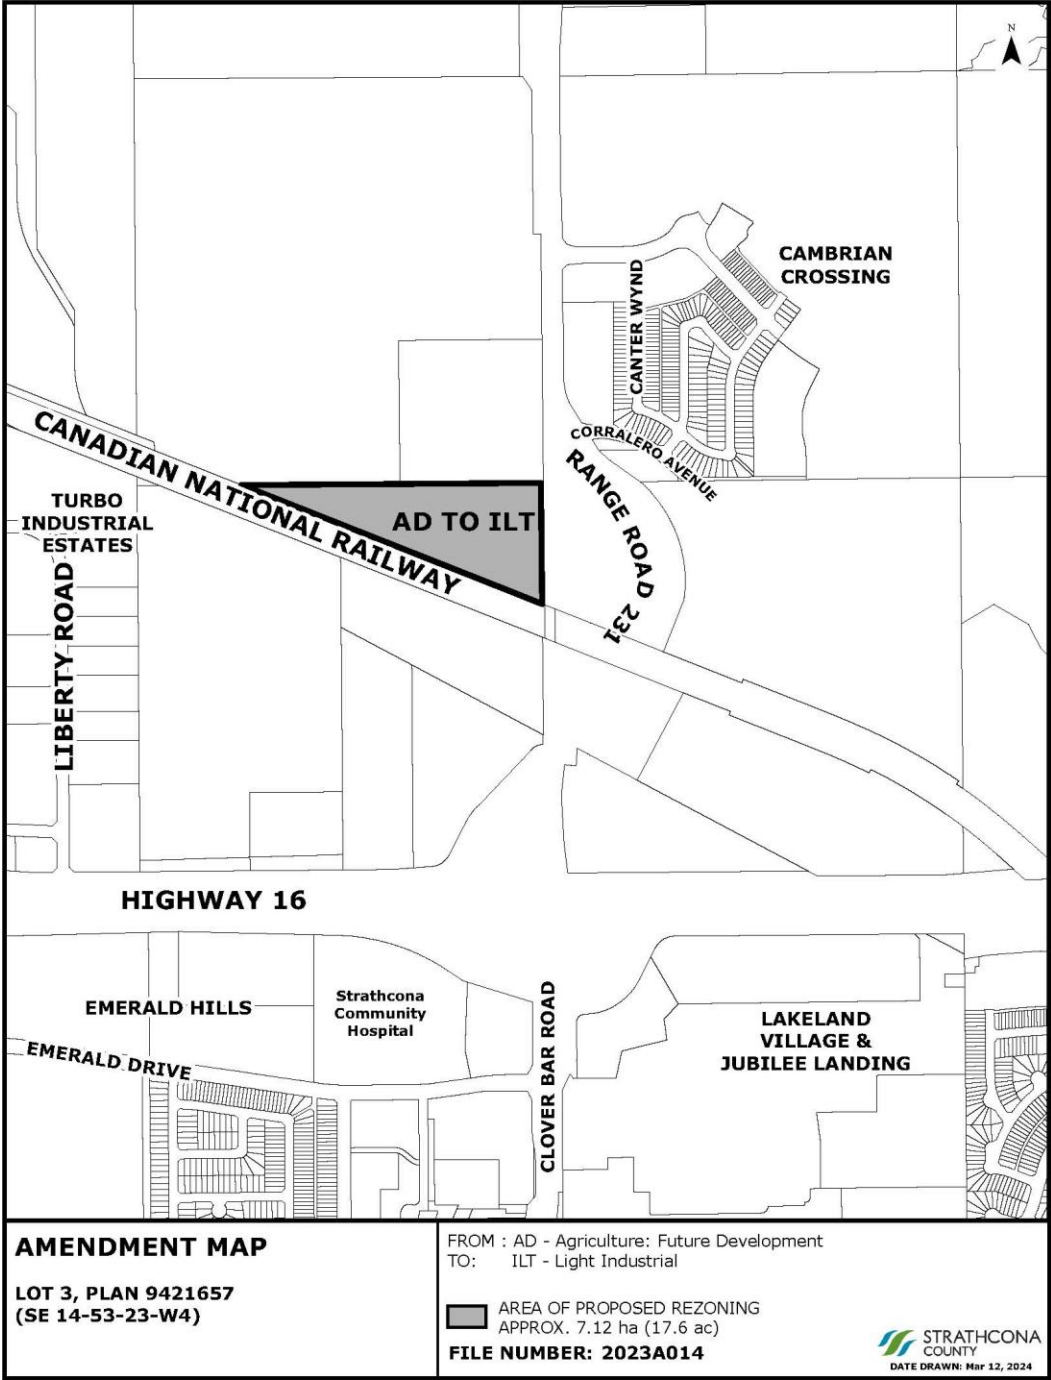 N
CAMBRIAN
CROSSING
CANTER WYND
CORRALERO AVENUE
CANADIAN NATIONAL RAILWAY
RANGE ROAD 231
TURBO
INDUSTRIAL
ESTATES
AD TO ILT
LIBERTY ROAD
HIGHWAY 16
EMERALD HILLS
Strathcona
Community
Hospital
CLOVER BAR ROAD
LAKELAND
VILLAGE &
JUBILEE LANDING
EMERALD DRIVE
AMENDMENT MAP
LOT 3, PLAN 9421657
(SE 14-53-23-W4)
FROM : AD - Agriculture: Future Development
TO: ILT - Light Industrial
AREA OF PROPOSED REZONING
APPROX. 7.12 ha (17.6 ac)
FILE NUMBER: 2023A014
STRATHCONA
COUNTY
DATE DRAWN: Mar 12, 2024